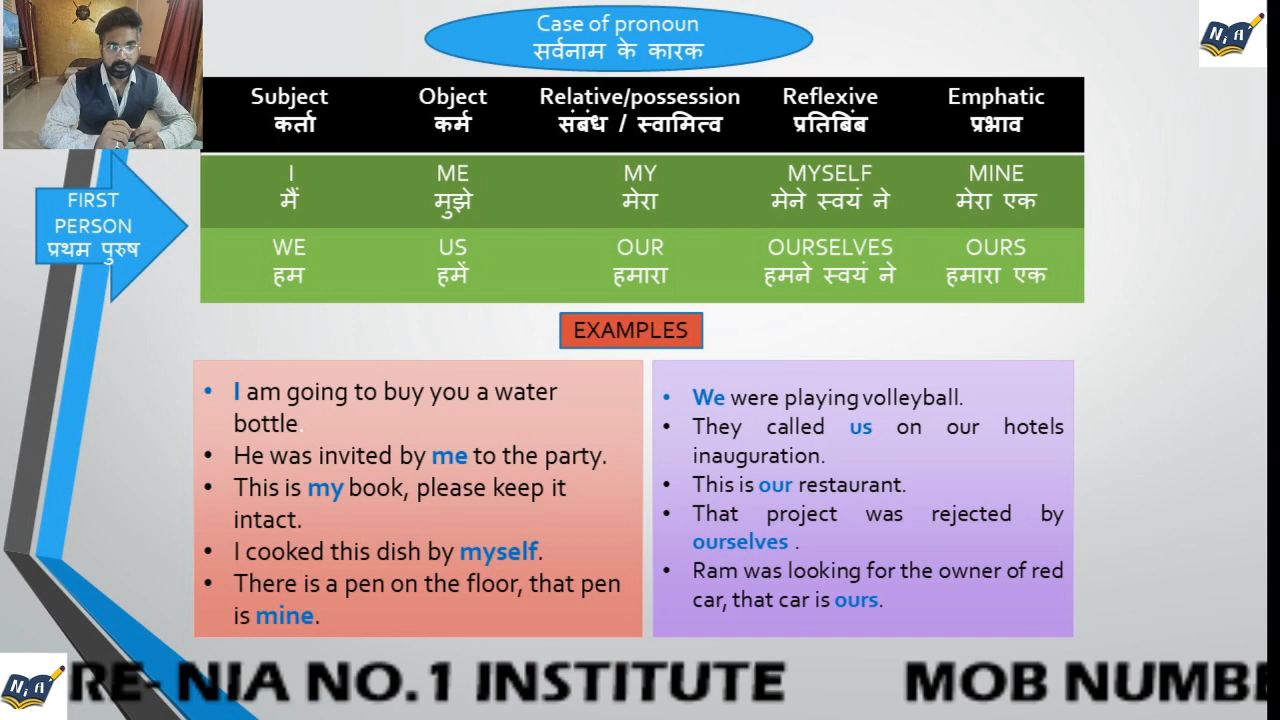 Case of pronoun
सर्वनाम के कारक
NiA
Subject Object Relative/possession Reflexive Emphatic
कर्ता कर्म संबंध / स्वामित्व प्रतिबिंब प्रभाव
FIRST
PERSON
प्रथम पुरुष
I ME MY MYSELF MINE
मैं मुझे मेरा मेने स्वयं ने मेरा एक
WE US OUR OURSELVES OURS
हम हमें हमारा हमने स्वयं ने हमारा एक
EXAMPLES
• I am going to buy you a water
bottle.
• He was invited by me to the party.
• This is my book, please keep it
intact.
• I cooked this dish by myself.
• There is a pen on the floor, that pen
is mine.
• We were playing volleyball.
• They called us on our hotels
inauguration.
• This is our restaurant.
• That project was rejected by
ourselves .
• Ram was looking for the owner of red
car, that car is ours.
NiA
RE- NIA NO.1 INSTITUTE MOB NUMBE